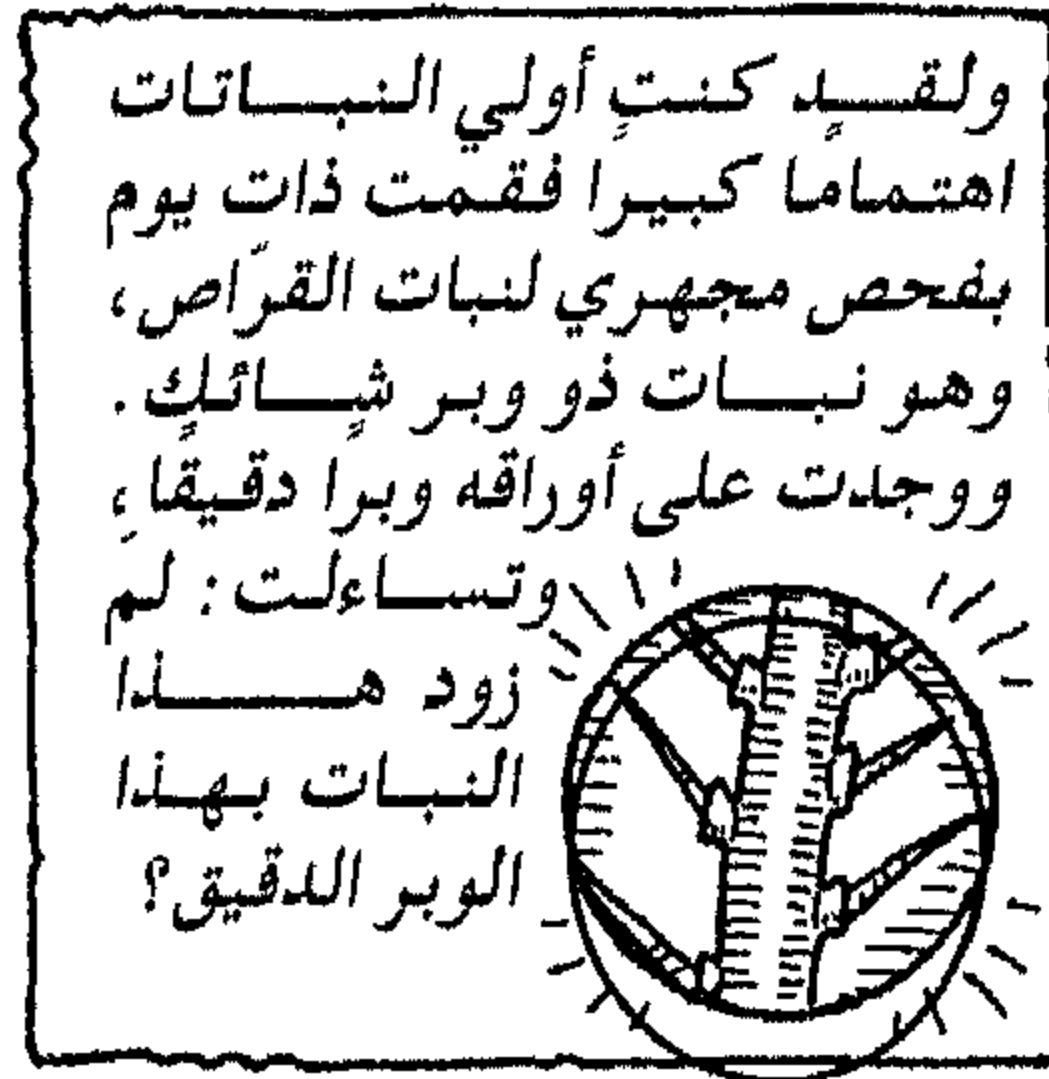 ولقد كنت أولي النباتات
اهتماما كبيرا فقمت ذات يوم
بفحص مجهري لنبات القرّاص،
وهو نبات ذو وبر شائك.
ووجدت على أوراقه وبرا دقيقا،
وتساءلت: لم
زود هذا
النبات بهذا
الوبر الدقيق؟